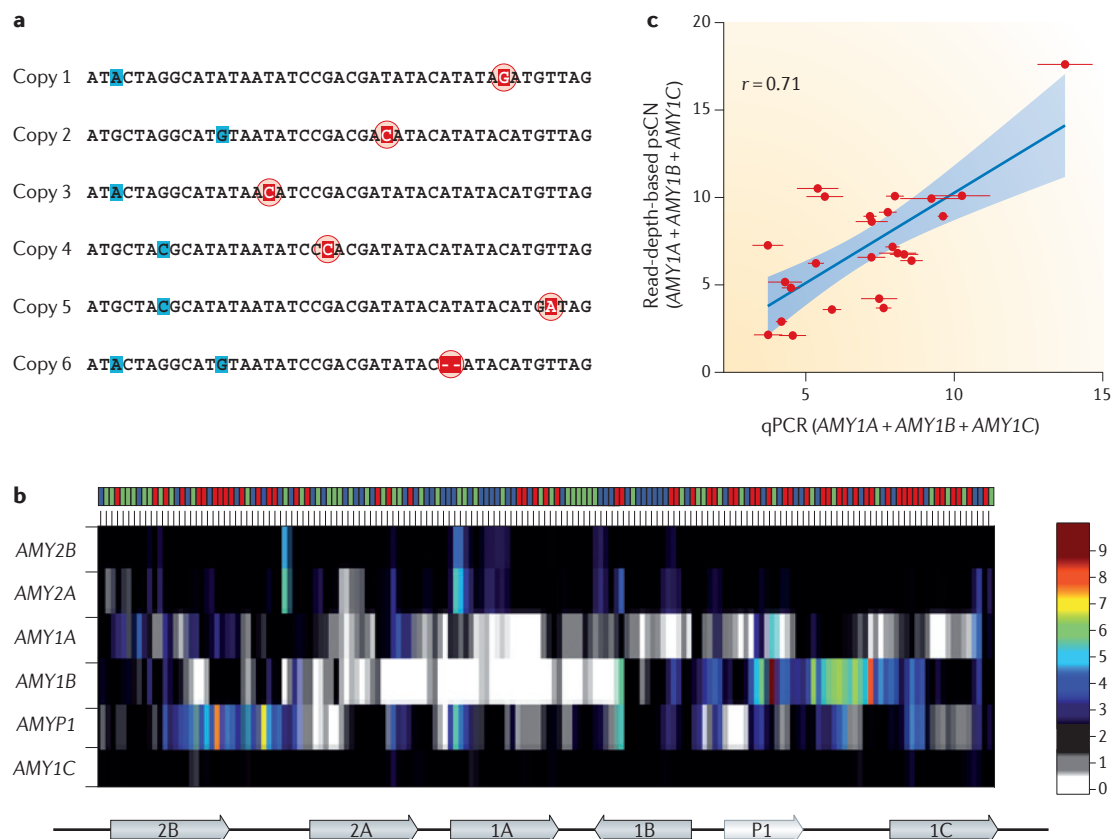 a
Copy 1 ATACTAGGCATATAATATCCGACGATATACATATAGATGTTAG
Copy 2 ATGCTAGGCATGTAATATCCGACGACATACATATACATGTTAG
Copy 3 ATACTAGGCATATAACATCCGACGATATACATATACATGTTAG
Copy 4 ATGCTACGCATATAATATCCCACGATATACATATACATGTTAG
Copy 5 ATGCTACGCATATAATATCCGACGATATACATATACATGATAG
Copy 6 ATACTAGGCATGTAATATCCGACGATATAC--ATACATGTTAG
c
Read-depth-based psCN
(AMY1A + AMY1B + AMY1C)
20
15
10
5
0
r = 0.71
5 10 15
qPCR (AMY1A + AMY1B + AMY1C)
b
AMY2B
AMY2A
AMY1A
AMY1B
AMYP1
AMY1C
9
8
7
6
5
4
3
2
1
0
2B 2A 1A 1B P1 1C